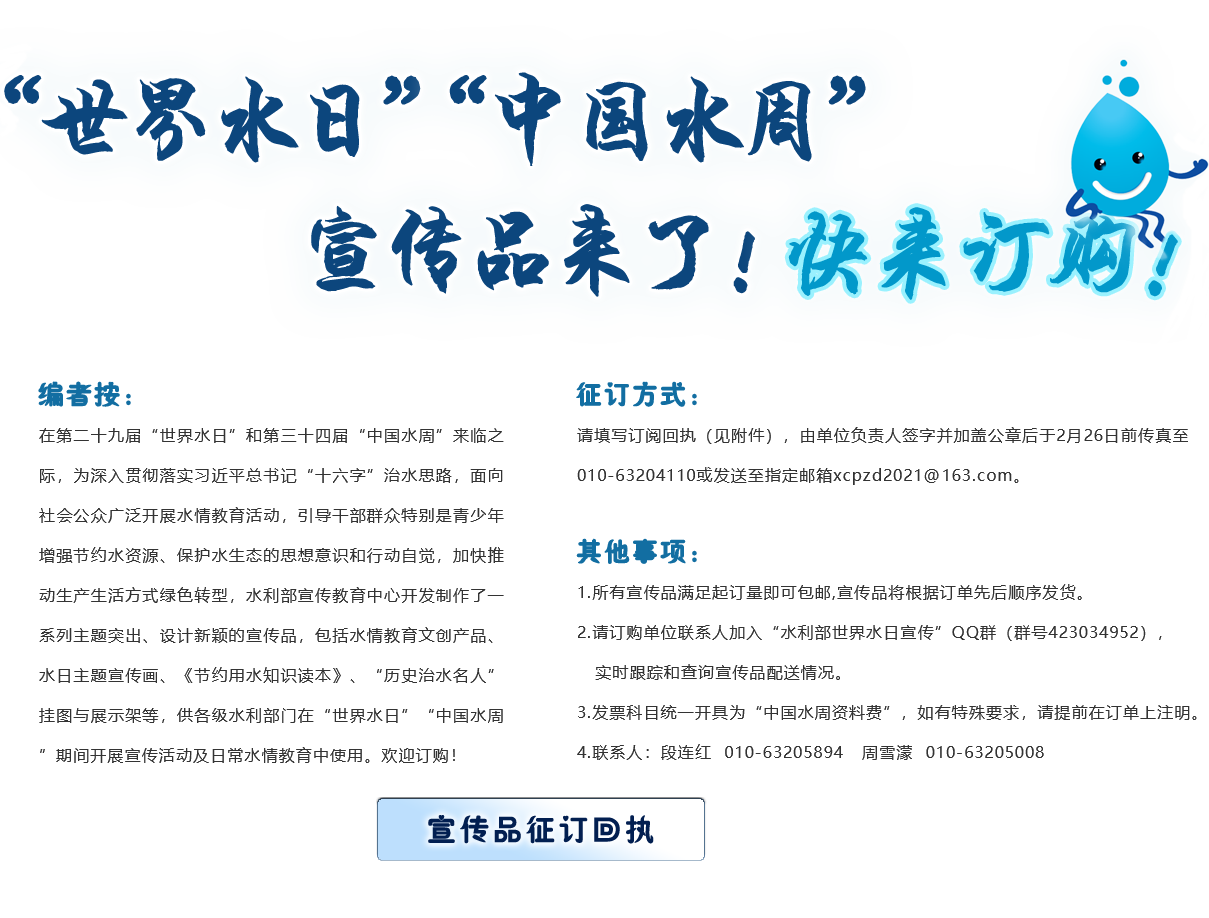 “世界水日”“中国水周”
宣传品来了！快来订购！
编者按：
在第二十九届“世界水日”和第三十四届“中国水周”来临之
际，为深入贯彻落实习近平总书记“十六字”治水思路，面向
社会公众广泛开展水情教育活动，引导干部群众特别是青少年
增强节约水资源、保护水生态的思想意识和行动自觉，加快推
动生产生活方式绿色转型，水利部宣传教育中心开发制作了一
系列主题突出、设计新颖的宣传品，包括水情教育文创产品、
水日主题宣传画、《节约用水知识读本》、“历史治水名人”
挂图与展示架等，供各级水利部门在“世界水日”“中国水周
”期间开展宣传活动及日常水情教育中使用。欢迎订购！
征订方式：
请填写订阅回执（见附件），由单位负责人签字并加盖公章后于2月26日前传真至
010-63204110或发送至指定邮箱xcpzd2021@163.com。
其他事项：
1.所有宣传品满足起订量即可包邮,宣传品将根据订单先后顺序发货。
2.请订购单位联系人加入“水利部世界水日宣传”QQ群（群号423034952），
实时跟踪和查询宣传品配送情况。
3.发票科目统一开具为“中国水周资料费”，如有特殊要求，请提前在订单上注明。
4.联系人：段连红 010-63205894 周雪濛 010-63205008
宣传品征订回执